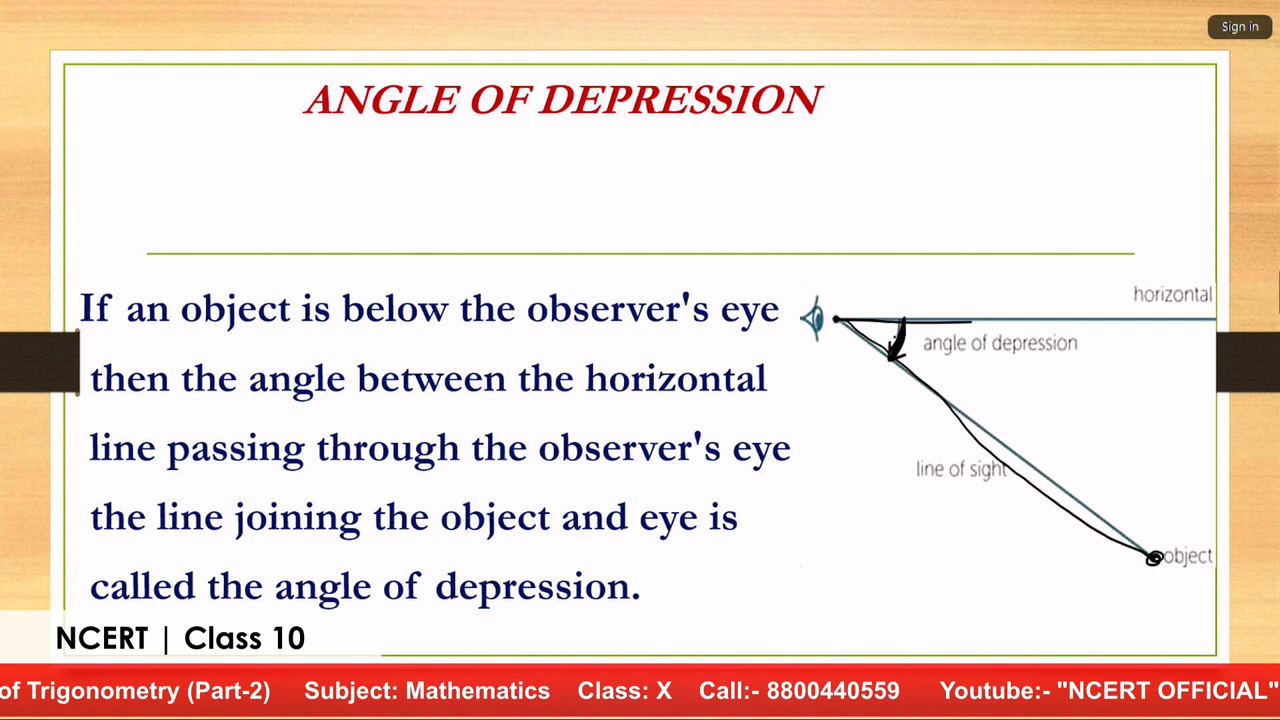 Sign in
ANGLE OF DEPRESSION
If an object is below the observer's eye
then the angle between the horizontal
line passing through the observer's eye
the line joining the object and eye is
called the angle of depression.
horizontal
angle of depression
line of sight
object
NCERT | Class 10
of Trigonometry (Part-2) Subject: Mathematics Class: X Call:- 8800440559 Youtube:- "NCERT OFFICIAL"